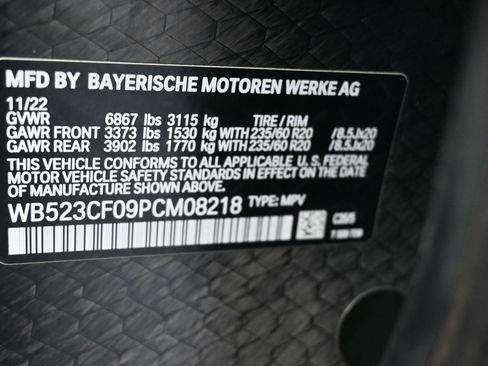 MFD BY BAYERISCHE MOTOREN WERKE AG
11/22
GVWR 6867 lbs 3115 kg TIRE / RIM
GAWR FRONT 3373 lbs 1530 kg WITH 235/60 R20 /8.5Jx20
GAWR REAR 3902 lbs 1770 kg WITH 235/60 R20 /8.5Jx20
THIS VEHICLE CONFORMS TO ALL APPLICABLE U.S. FEDERAL
MOTOR VEHICLE SAFETY STANDARDS IN EFFECT ON THE DATE
OF MANUFACTURE SHOWN ABOVE.
WB523CF09PCM08218 TYPE: MPV